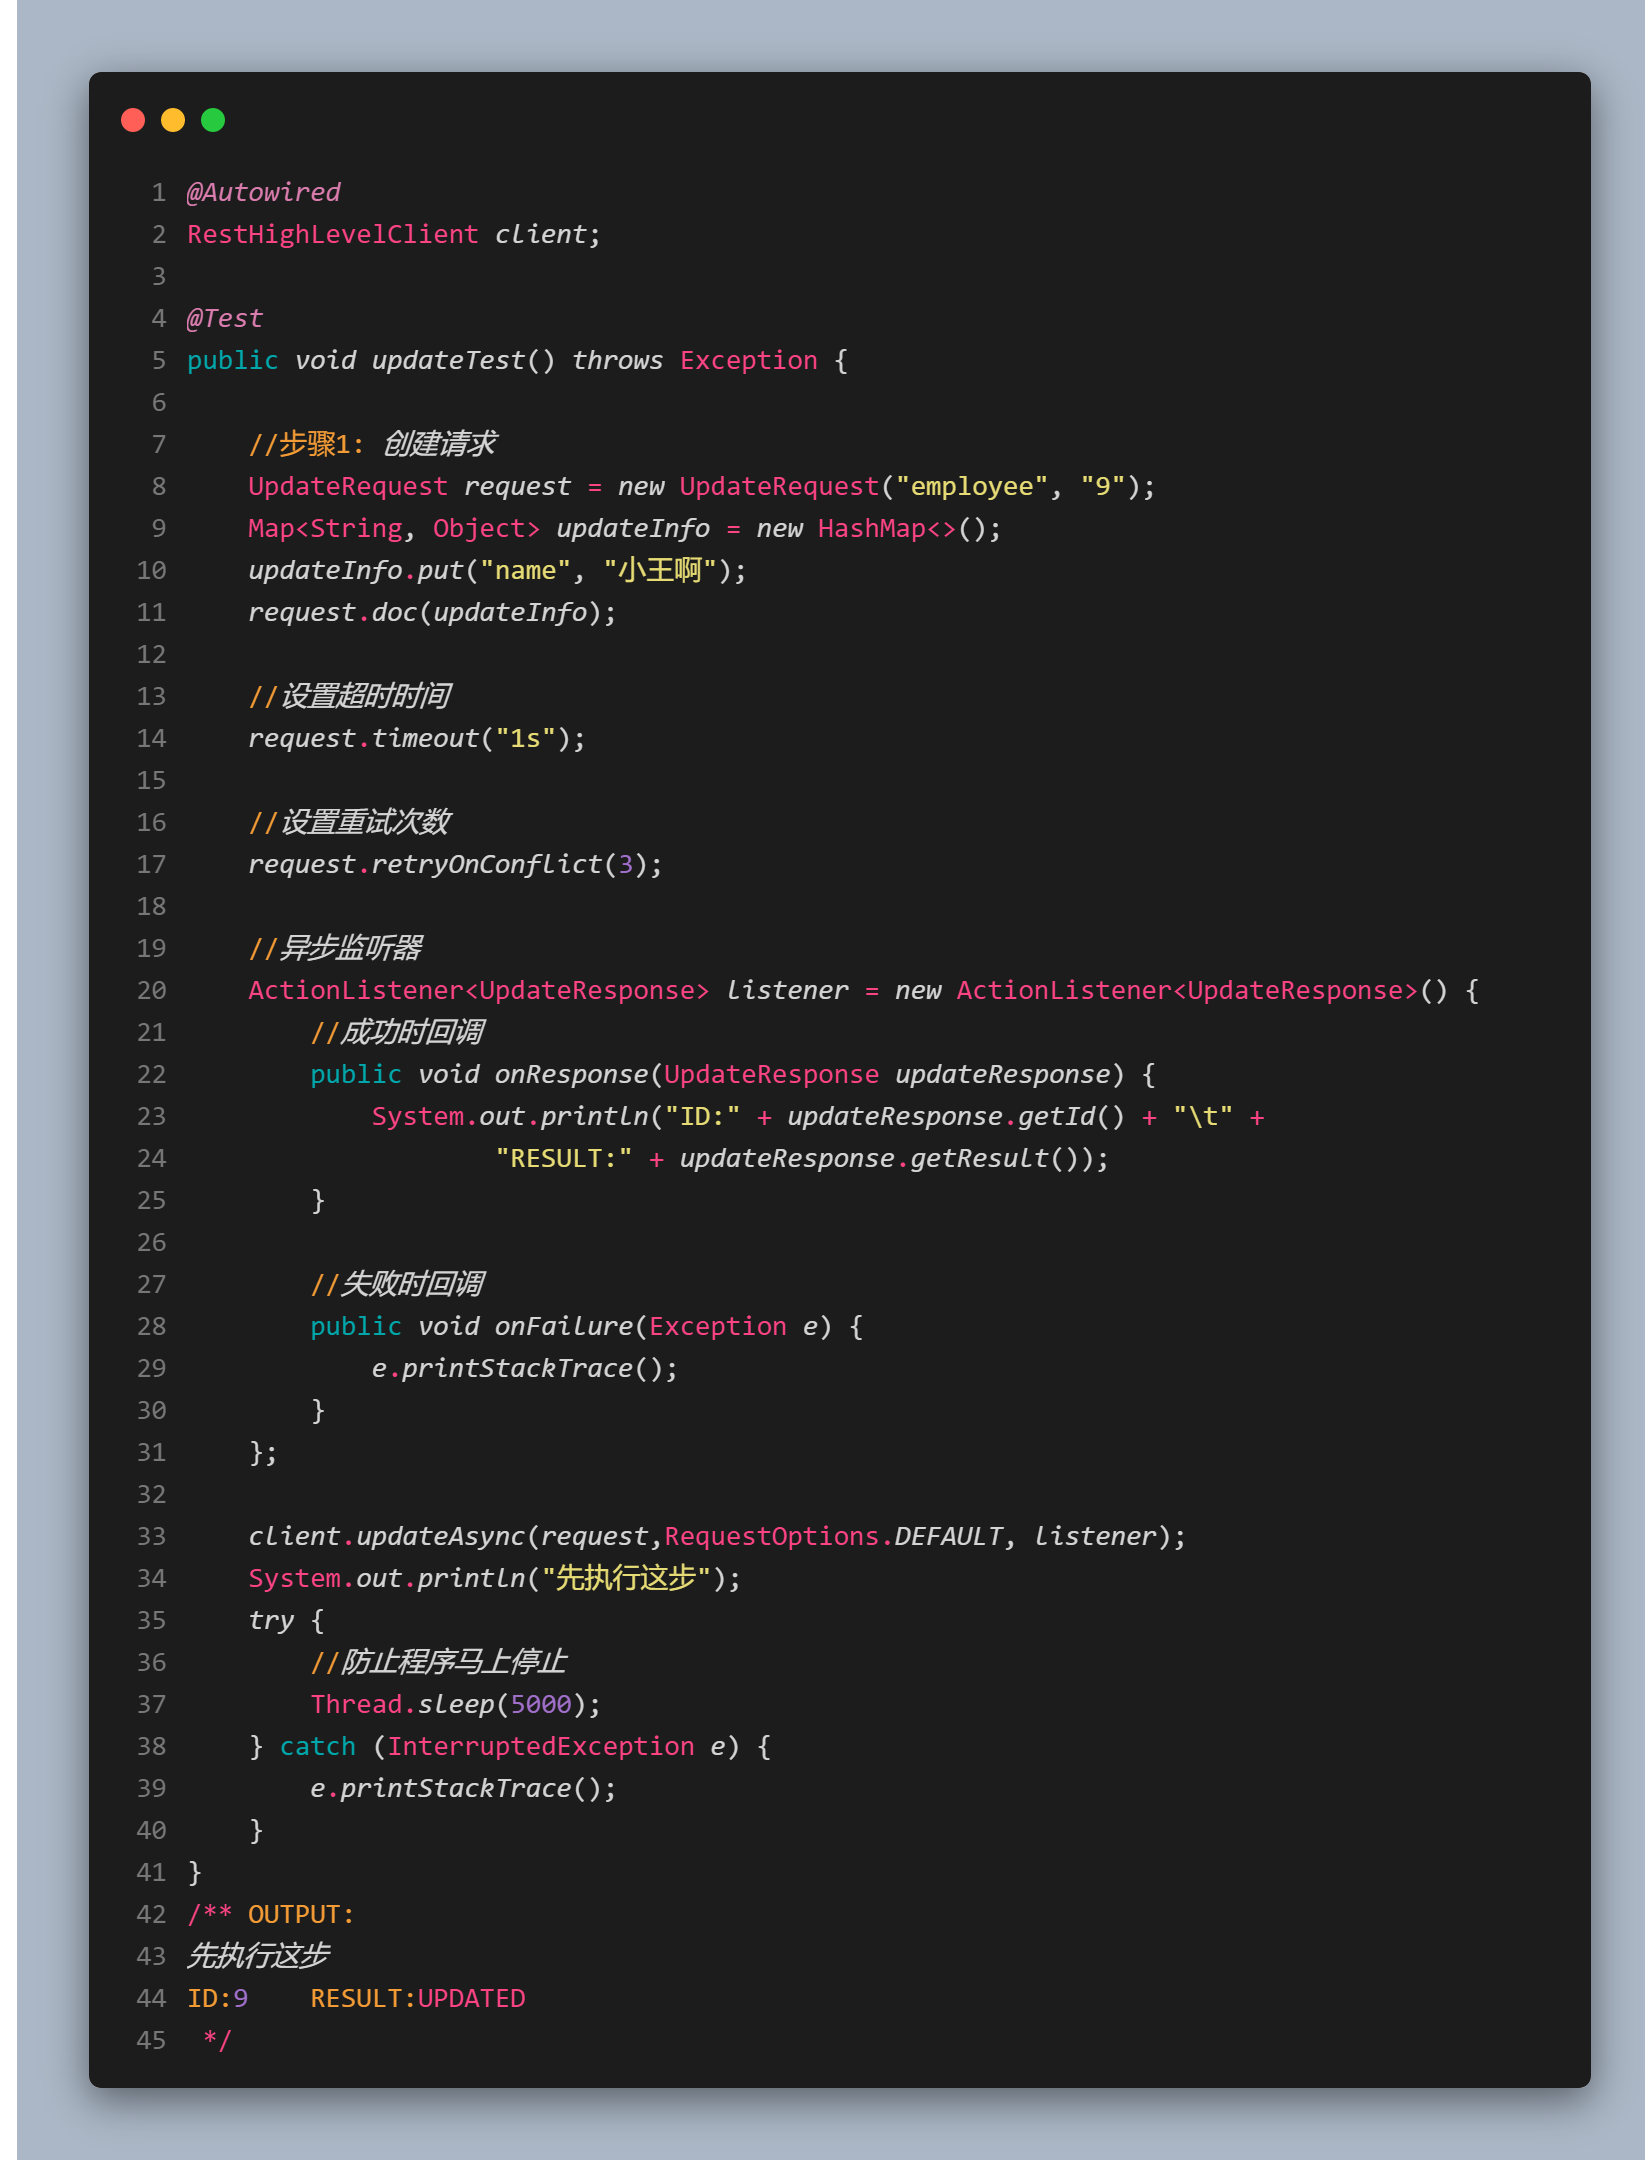 1 @Autowired
2 RestHighLevelClient client;
3
4 @Test
5 public void updateTest() throws Exception {
6
7     //步骤1: 创建请求
8     UpdateRequest request = new UpdateRequest("employee", "9");
9     Map<String, Object> updateInfo = new HashMap<>();
10     updateInfo.put("name", "小王啊");
11     request.doc(updateInfo);
12
13     //设置超时时间
14     request.timeout("1s");
15
16     //设置重试次数
17     request.retryOnConflict(3);
18
19     //异步监听器
20     ActionListener<UpdateResponse> listener = new ActionListener<UpdateResponse>() {
21         //成功时回调
22         public void onResponse(UpdateResponse updateResponse) {
23             System.out.println("ID:" + updateResponse.getId() + "\t" +
24                     "RESULT:" + updateResponse.getResult());
25         }
26
27         //失败时回调
28         public void onFailure(Exception e) {
29             e.printStackTrace();
30         }
31     };
32
33     client.updateAsync(request,RequestOptions.DEFAULT, listener);
34     System.out.println("先执行这步");
35     try {
36         //防止程序马上停止
37         Thread.sleep(5000);
38     } catch (InterruptedException e) {
39         e.printStackTrace();
40     }
41 }
42 /** OUTPUT:
43 先执行这步
44 ID:9    RESULT:UPDATED
45  */